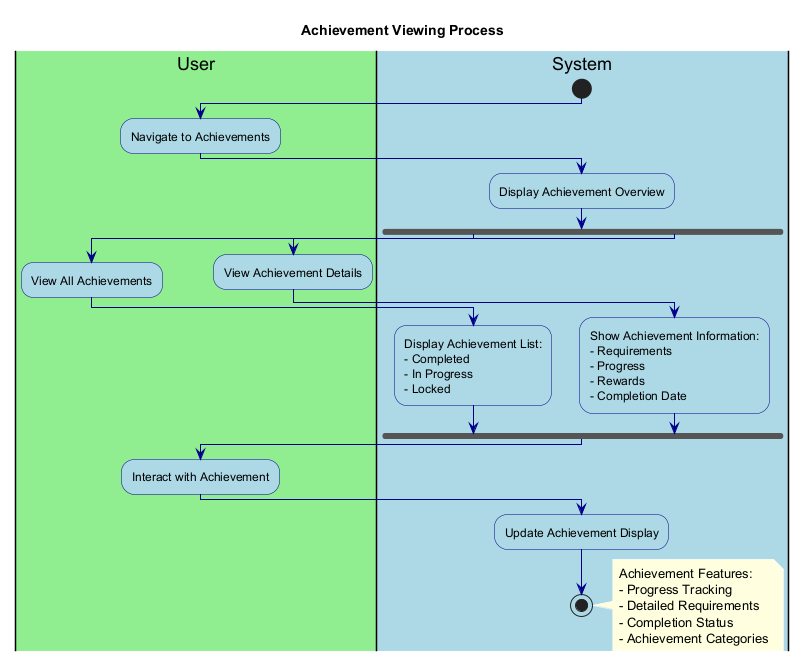 Achievement Viewing Process
User
System
Navigate to Achievements
Display Achievement Overview
View All Achievements
View Achievement Details
Display Achievement List:
- Completed
- In Progress
- Locked
Show Achievement Information:
- Requirements
- Progress
- Rewards
- Completion Date
Interact with Achievement
Update Achievement Display
Achievement Features:
- Progress Tracking
- Detailed Requirements
- Completion Status
- Achievement Categories